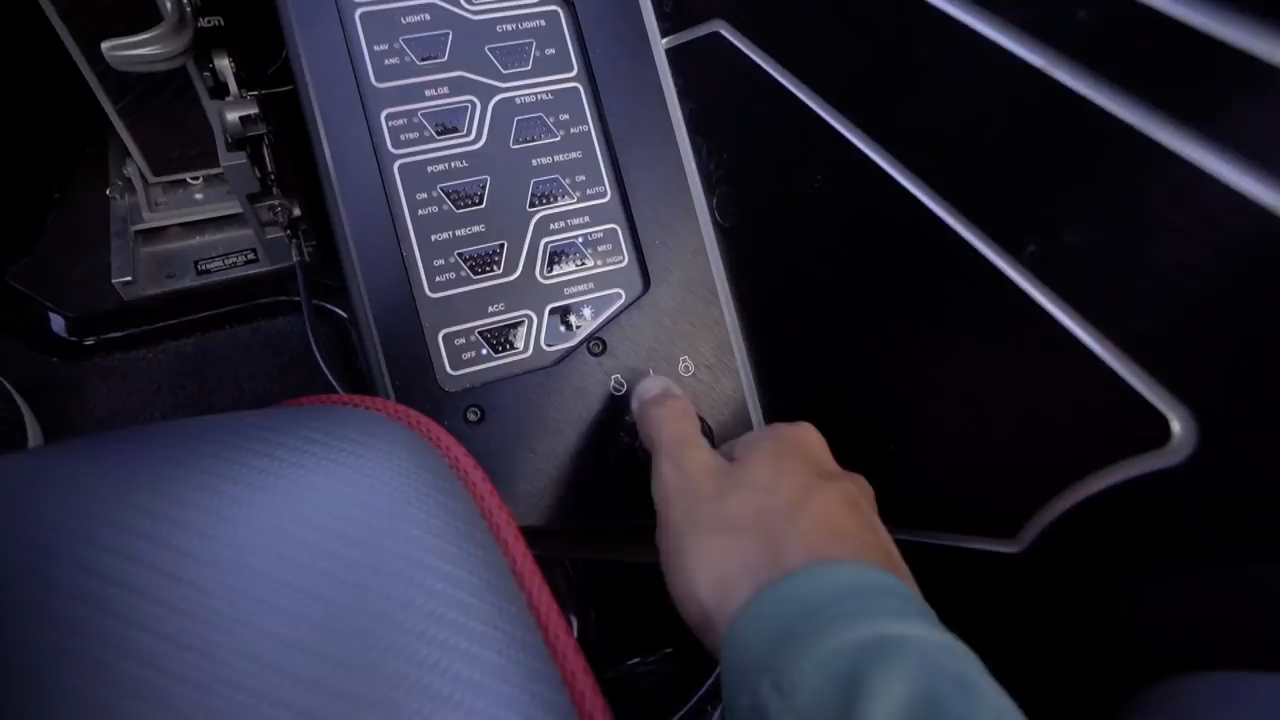 LIGHTS
NAV
ANC
CTBY LIGHTS
ON
BILGE
PORT
STBD
STBD FILL
ON
AUTO
PORT FILL
ON
AUTO
STBD RECIRC
ON
AUTO
PORT RECIRC
ON
AUTO
AER TIMER
LOW
MED
HIGH
ACC
ON
OFF
DIMMER